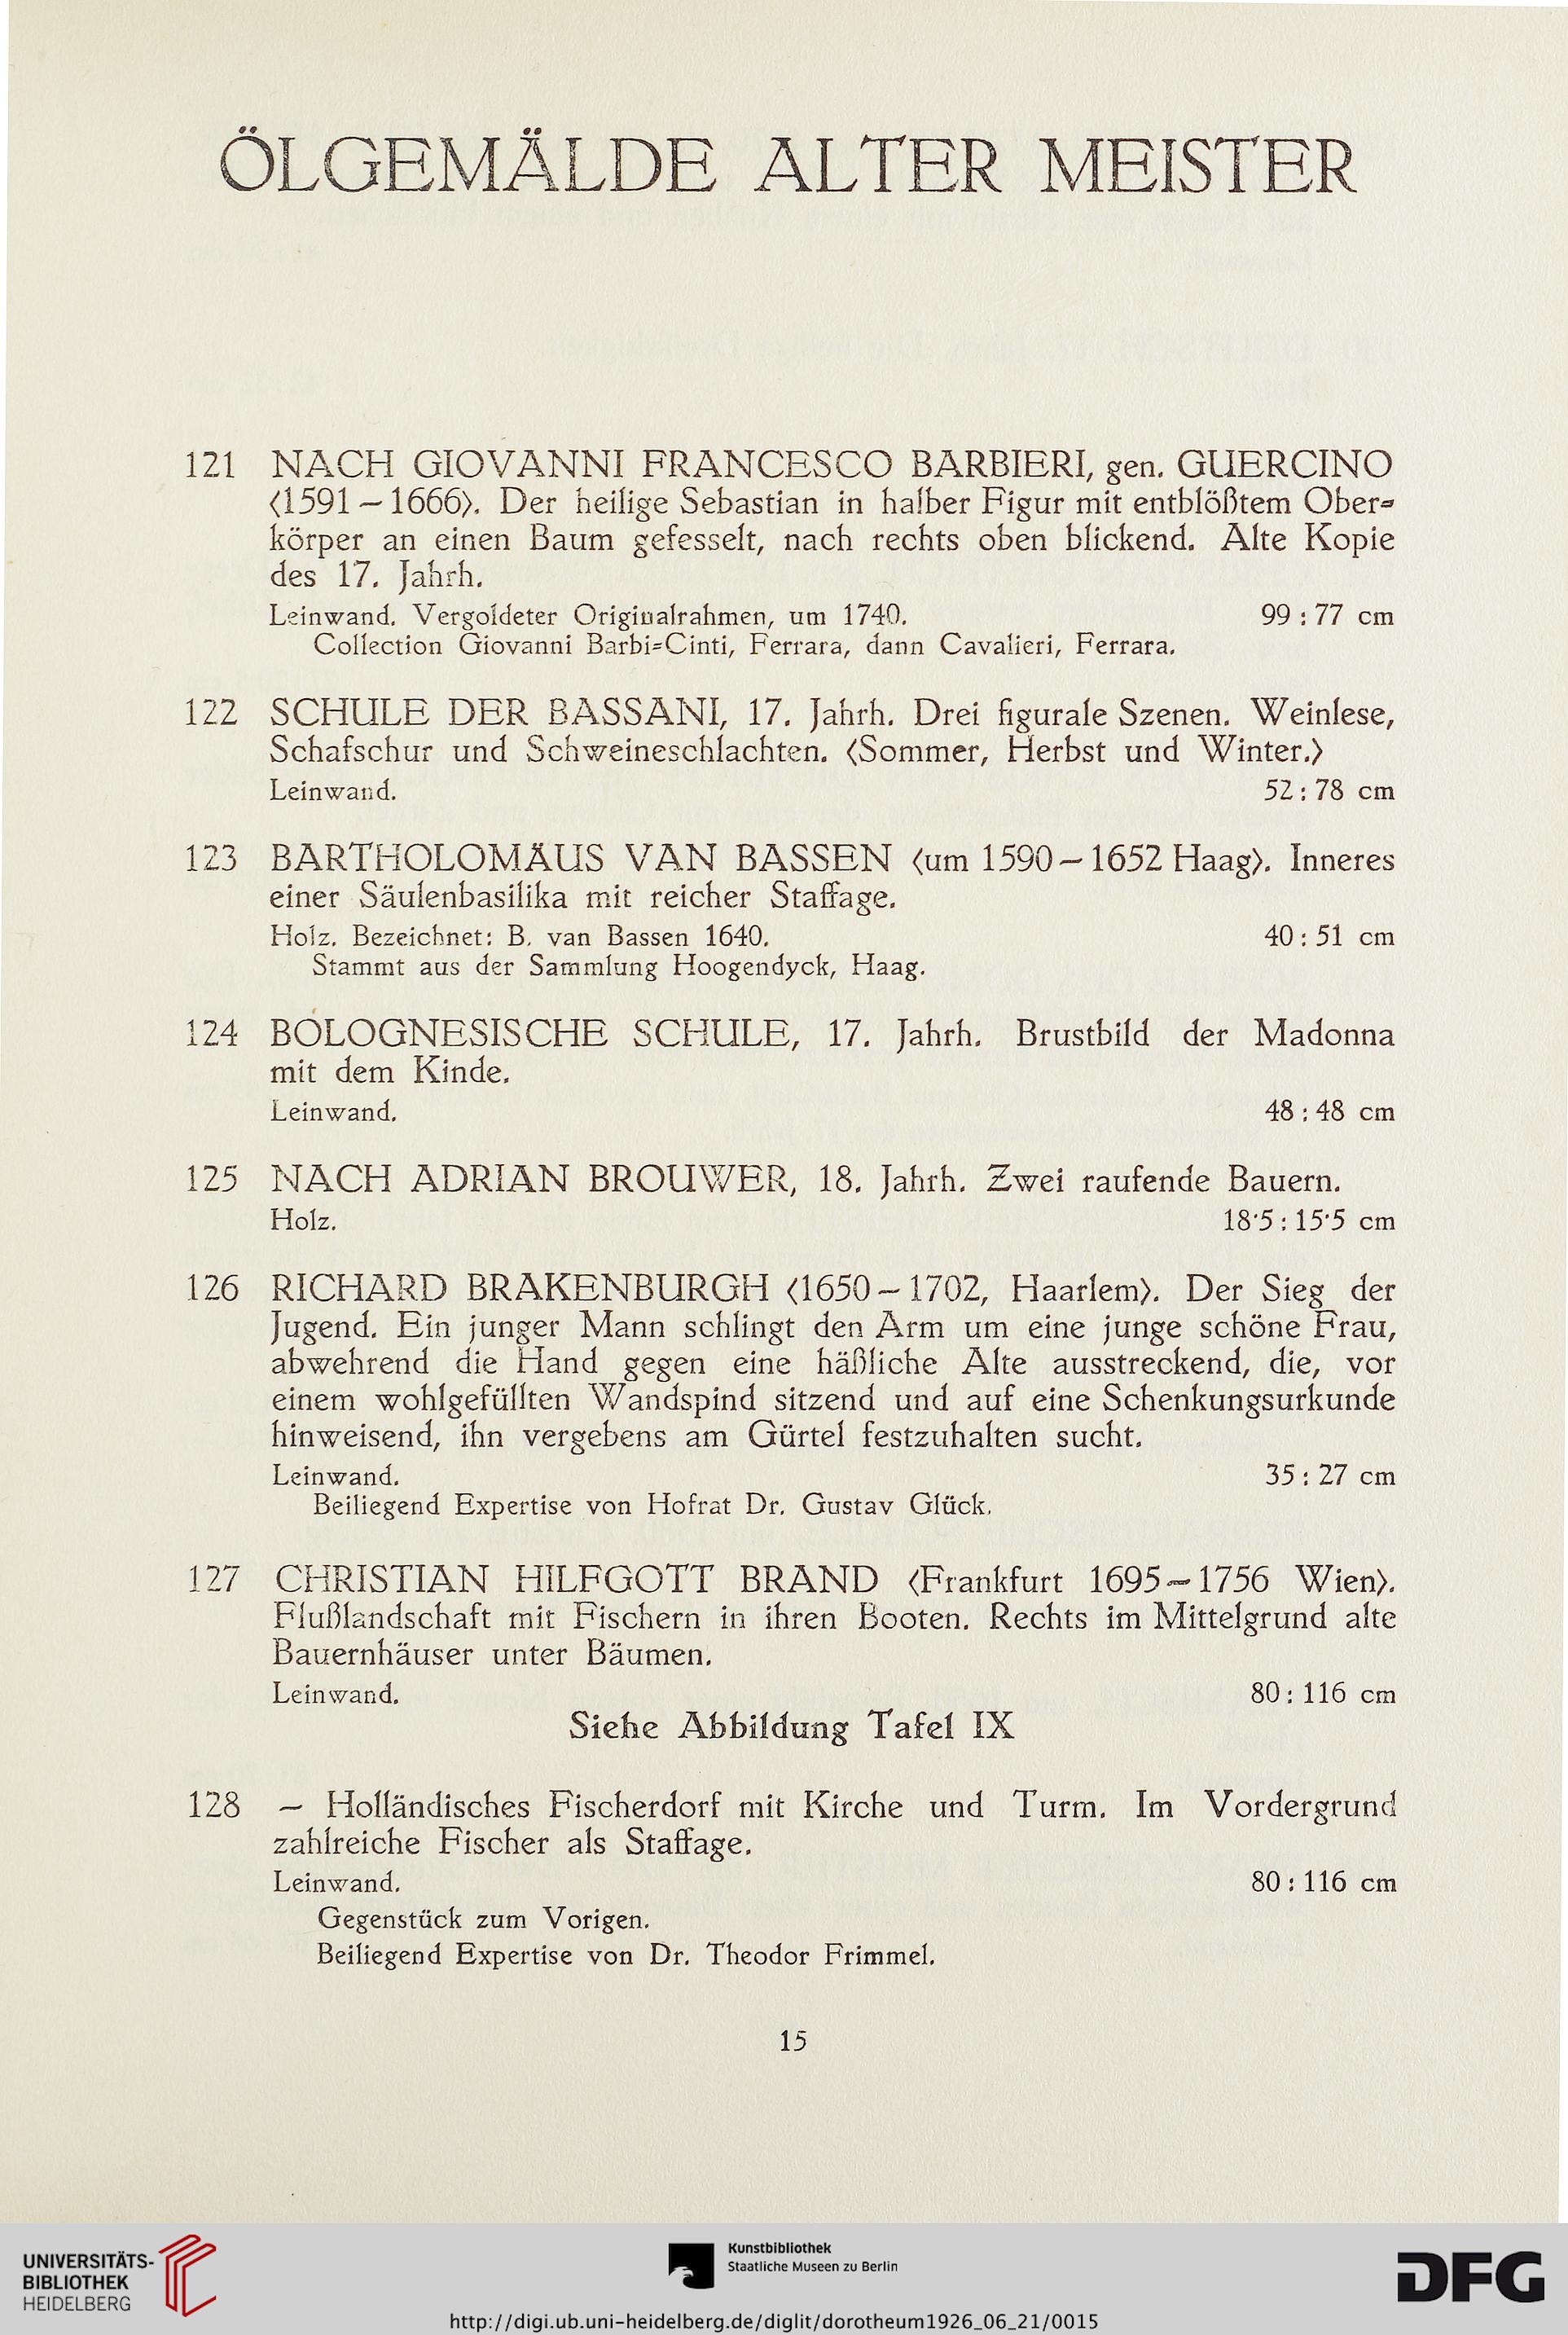 ÖLGEMÄLDE ALTER MEISTER
121 NACH GIOVANNI FRANCESCO BARBIERI, gen. GUERCINO
⟨1591–1666⟩. Der heilige Sebastian in halber Figur mit entblößtem Ober-
körper an einen Baum gefesselt, nach rechts oben blickend. Alte Kopie
des 17. Jahrh.
Leinwand. Vergoldeter Originalrahmen, um 1740. 99 : 77 cm
Collection Giovanni Barbi-Cinti, Ferrara, dann Cavalieri, Ferrara.
122 SCHULE DER BASSANI, 17. Jahrh. Drei figurale Szenen. Weinlese,
Schafschur und Schweineschlachten. ⟨Sommer, Herbst und Winter.⟩
Leinwand. 52 : 78 cm
123 BARTHOLOMÄUS VAN BASSEN ⟨um 1590–1652 Haag⟩. Inneres
einer Säulenbasilika mit reicher Staffage.
Holz. Bezeichnet: B. van Bassen 1640. 40 : 51 cm
Stammt aus der Sammlung Hoogendyck, Haag.
124 BOLOGNESISCHE SCHULE, 17. Jahrh. Brustbild der Madonna
mit dem Kinde.
Leinwand. 48 : 48 cm
125 NACH ADRIAN BROUWER, 18. Jahrh. Zwei raufende Bauern.
Holz. 18·5 : 15·5 cm
126 RICHARD BRAKENBURGH ⟨1650–1702, Haarlem⟩. Der Sieg der
Jugend. Ein junger Mann schlingt den Arm um eine junge schöne Frau,
abwehrend die Hand gegen eine häßliche Alte ausstreckend, die, vor
einem wohlgefüllten Wandspind sitzend und auf eine Schenkungsurkunde
hinweisend, ihn vergebens am Gürtel festzuhalten sucht.
Leinwand. 35 : 27 cm
Beiliegend Expertise von Hofrat Dr. Gustav Glück.
127 CHRISTIAN HILFGOTT BRAND ⟨Frankfurt 1695–1756 Wien⟩.
Flußlandschaft mit Fischern in ihren Booten. Rechts im Mittelgrund alte
Bauernhäuser unter Bäumen.
Leinwand. 80 : 116 cm
Siehe Abbildung Tafel IX
128 – Holländisches Fischerdorf mit Kirche und Turm. Im Vordergrund
zahlreiche Fischer als Staffage.
Leinwand. 80 : 116 cm
Gegenstück zum Vorigen.
Beiliegend Expertise von Dr. Theodor Frimmel.
15
UNIVERSITÄTS-
BIBLIOTHEK
HEIDELBERG
Kunstbibliothek
Staatliche Museen zu Berlin
DFG
http://digi.ub.uni-heidelberg.de/diglit/dorotheum1926_06_21/0015